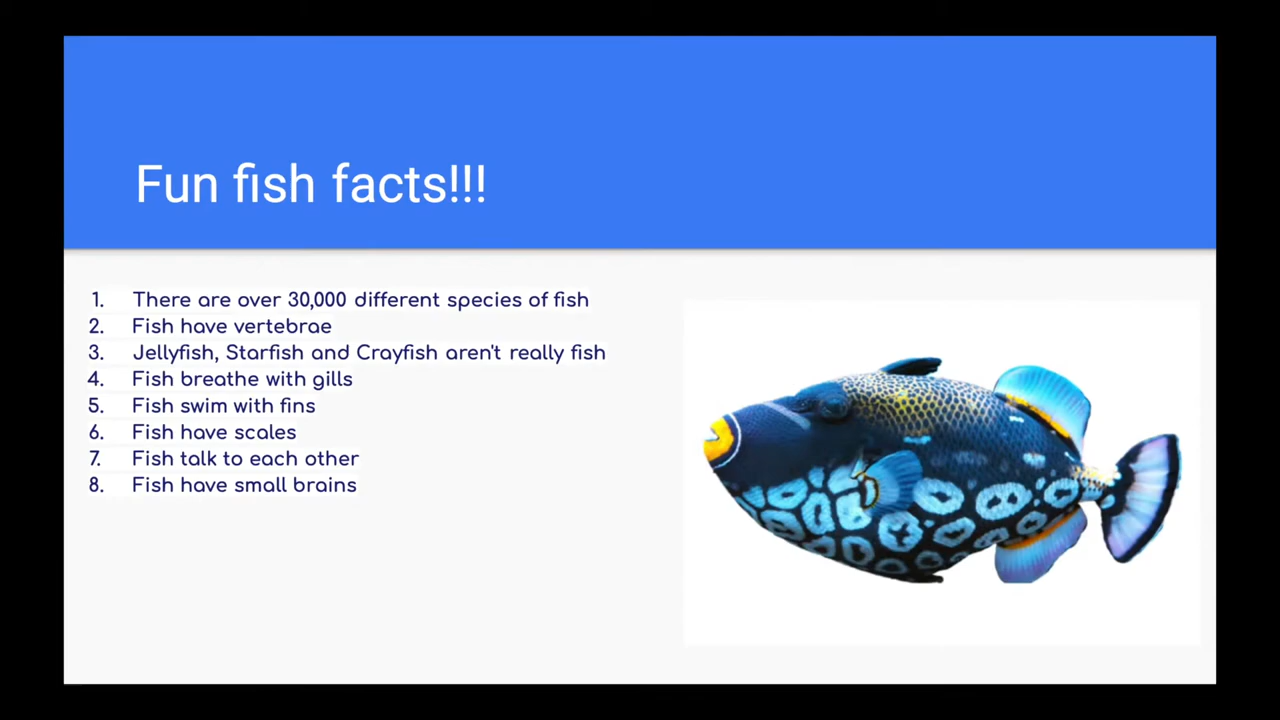 Fun fish facts!!!
1. There are over 30,000 different species of fish
2. Fish have vertebrae
3. Jellyfish, Starfish and Crayfish aren't really fish
4. Fish breathe with gills
5. Fish swim with fins
6. Fish have scales
7. Fish talk to each other
8. Fish have small brains